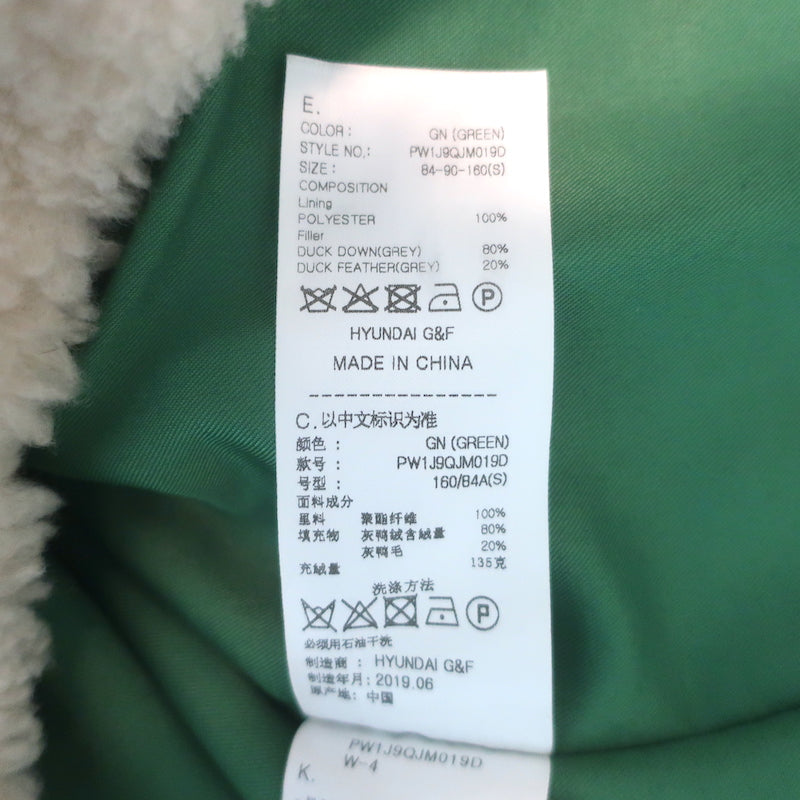 E.
COLOR: GN (GREEN)
STYLE NO.: PW1J9QJM019D
SIZE: 84-90-160(S)
COMPOSITION
Lining
POLYESTER 100%
Filler
DUCK DOWN(GREY) 80%
DUCK FEATHER(GREY) 20%
P
HYUNDAI G&F
MADE IN CHINA
C. 以中文标识为准
颜色: GN (GREEN)
款号: PW1J9QJM019D
号型: 160/84A(S)
面料成分
里料 聚酯纤维 100%
填充物 灰鸭绒含绒量 80%
灰鸭毛 20%
充绒量 135克
洗涤方法
P
必须用石油干洗
制造商: HYUNDAI G&F
制造年月: 2019.06
原产地: 中国
PW1J9QJM019D
K. W-4